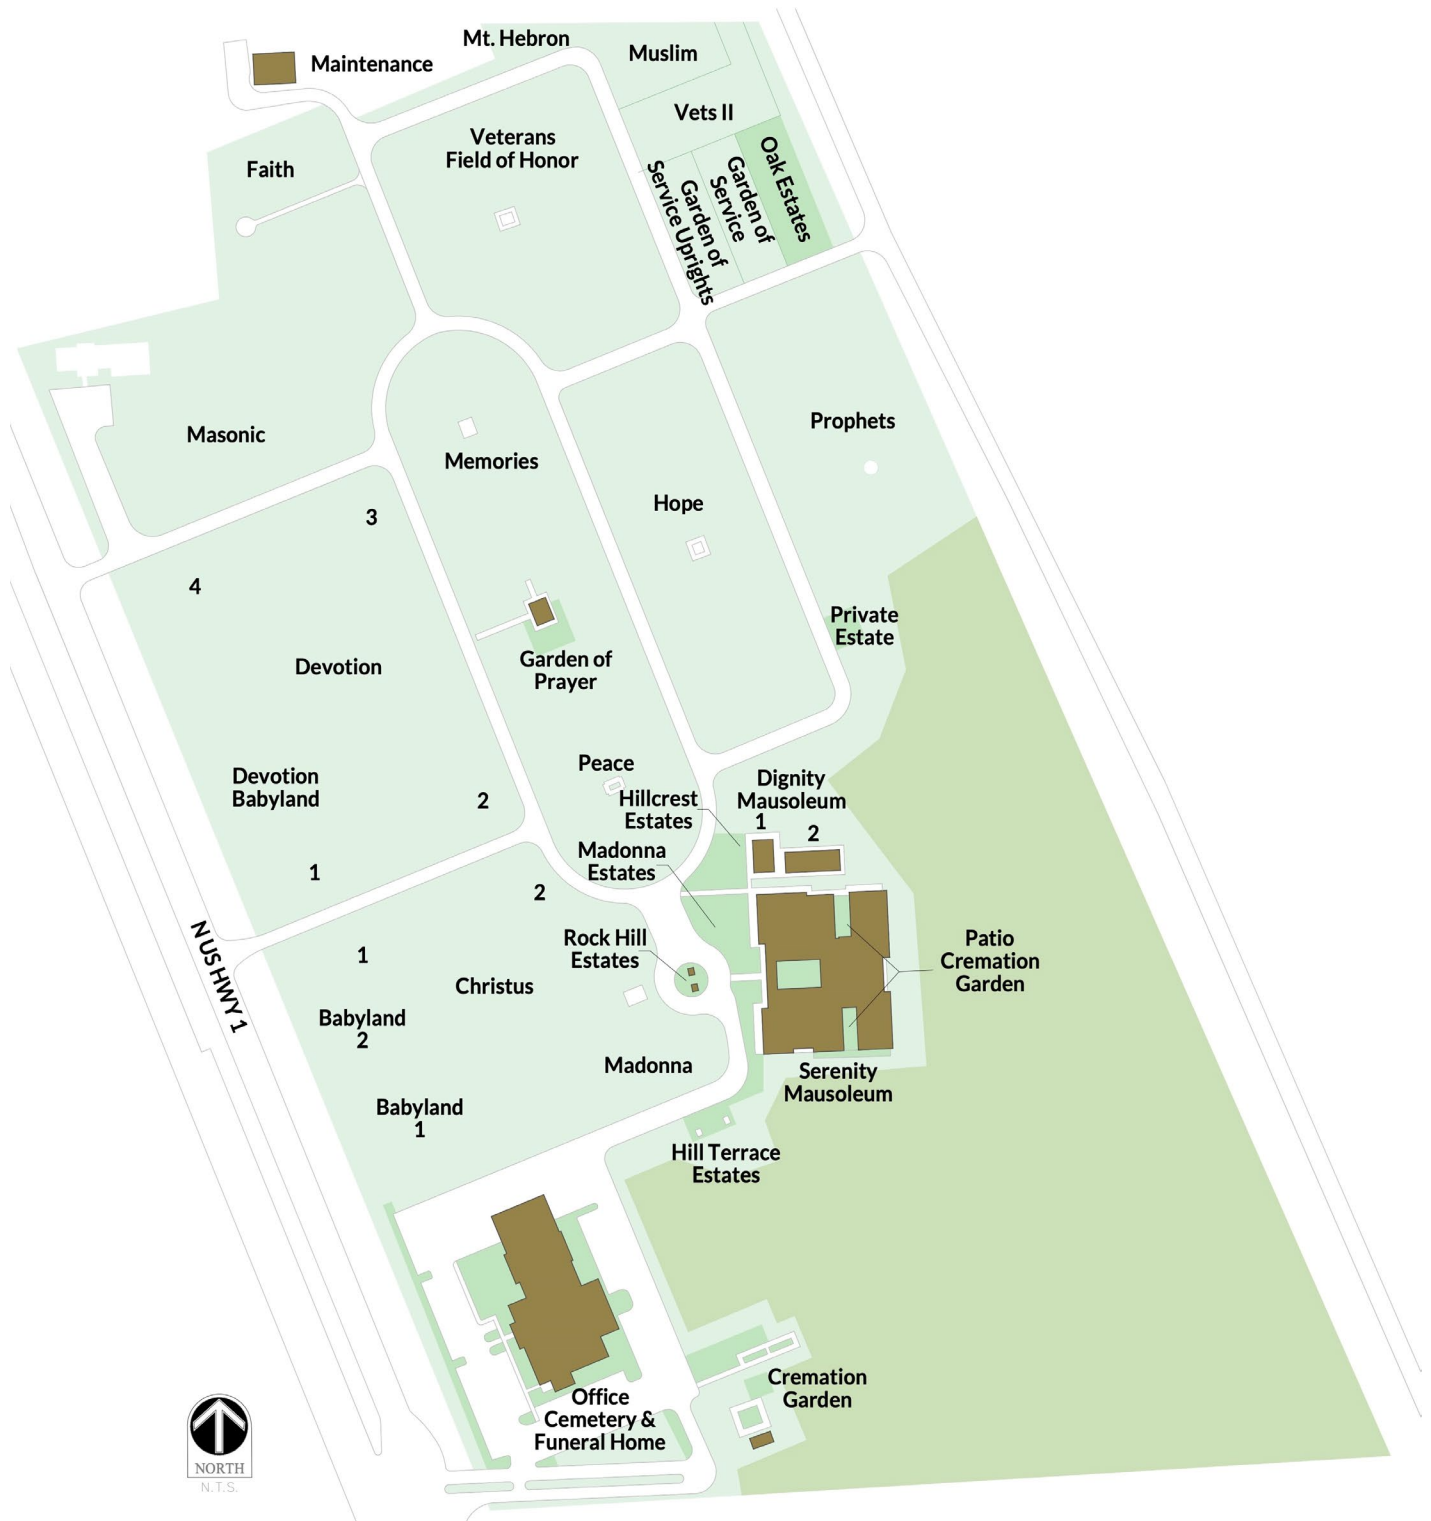 Mt. Hebron
Muslim
Maintenance
Vets II
Veterans
Field of Honor
Faith
Oak Estates
Garden of
Service
Garden of
Service Uprights
Masonic
Memories
Prophets
Hope
3
4
Private
Estate
Devotion
Garden of
Prayer
Peace
Devotion
Babyland
2
Hillcrest
Estates
Dignity
Mausoleum
1
2
Madonna
Estates
1
2
N US HWY 1
1
Rock Hill
Estates
Patio
Cremation
Garden
Christus
Babyland
2
Madonna
Serenity
Mausoleum
Babyland
1
Hill Terrace
Estates
Cremation
Garden
Office
Cemetery &
Funeral Home
NORTH
N.T.S.